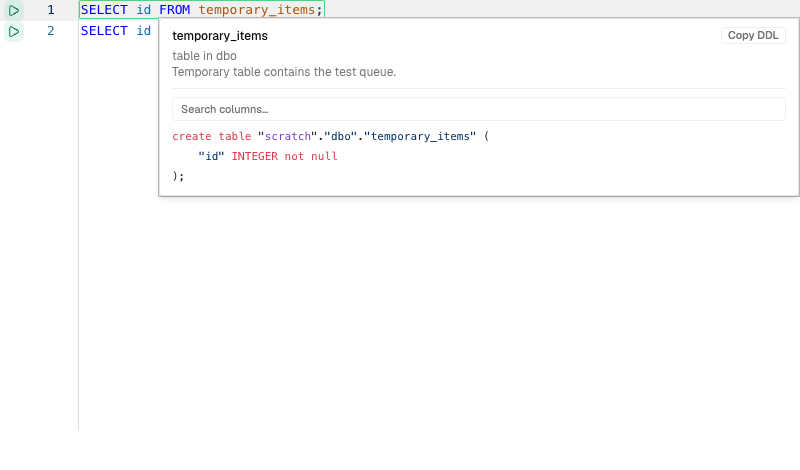 1 SELECT id FROM temporary_items;
2 SELECT id
temporary_items
Copy DDL
table in dbo
Temporary table contains the test queue.
Search columns…
create table "scratch"."dbo"."temporary_items" (
    "id" INTEGER not null
);